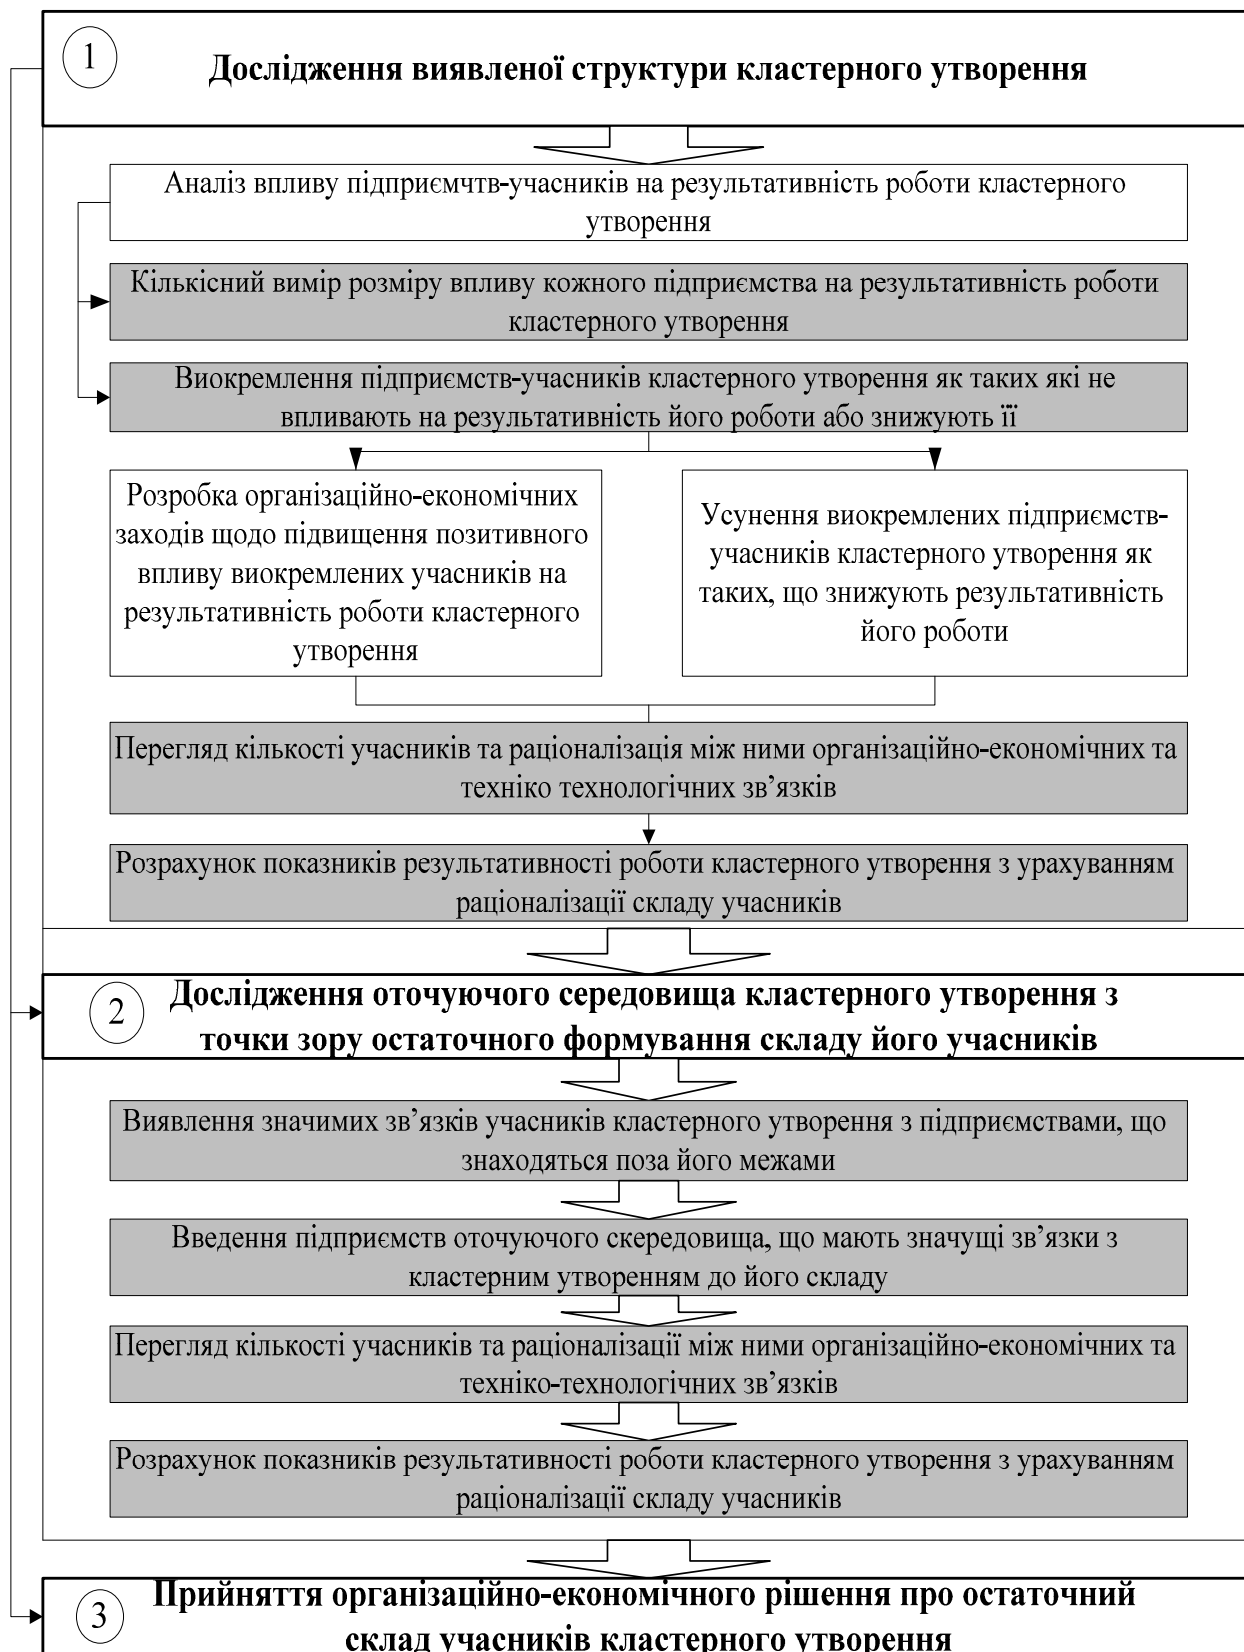 1
Дослідження виявленої структури кластерного утворення
Аналіз впливу підприємчтв-учасників на результативність роботи кластерного
утворення
Кількісний вимір розміру впливу кожного підприємства на результативність роботи
кластерного утворення
Виокремлення підприємств-учасників кластерного утворення як таких які не
впливають на результативність його роботи або знижують її
Розробка організаційно-економічних
заходів щодо підвищення позитивного
впливу виокремлених учасників на
результативність роботи кластерного
утворення
Усунення виокремлених підприємств-
учасників кластерного утворення як
таких, що знижують результативність
його роботи
Перегляд кількості учасників та раціоналізація між ними організаційно-економічних та
техніко технологічних зв’язків
Розрахунок показників результативності роботи кластерного утворення з урахуванням
раціоналізації складу учасників
2
Дослідження оточуючого середовища кластерного утворення з
точки зору остаточного формування складу його учасників
Виявлення значимих зв’язків учасників кластерного утворення з підприємствами, що
знаходяться поза його межами
Введення підприємств оточуючого скередовища, що мають значущі зв’язки з
кластерним утворенням до його складу
Перегляд кількості учасників та раціоналізації між ними організаційно-економічних та
техніко-технологічних зв’язків
Розрахунок показників результативності роботи кластерного утворення з урахуванням
раціоналізації складу учасників
3
Прийняття організаційно-економічного рішення про остаточний
склад учасників кластерного утворення